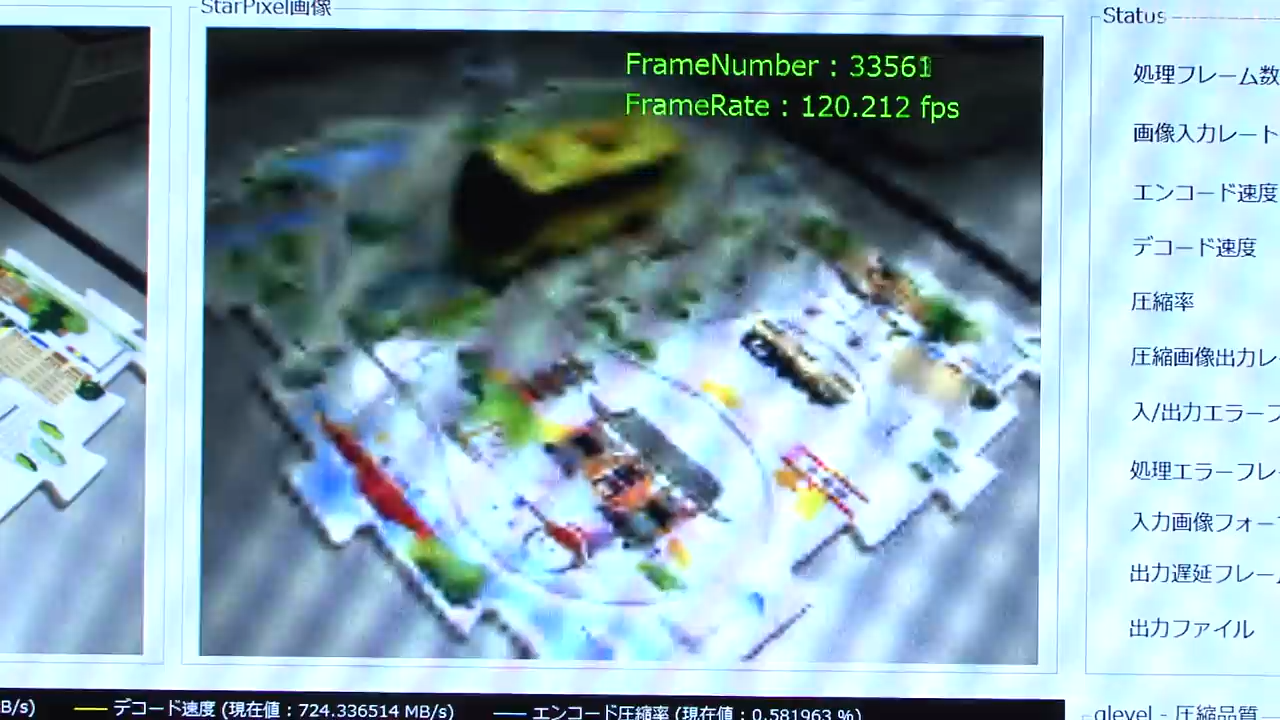 StarPixel画像
Status
FrameNumber : 33561
FrameRate : 120.212 fps
処理フレーム数
画像入力レート
エンコード速度
デコード速度
圧縮率
圧縮画像出力レ
入/出力エラーフ
処理エラーフレ
入力画像フォー
出力遅延フレーム
出力ファイル
B/s)
デコード速度 (現在値 : 724.336514 MB/s)
エンコード圧縮率 (現在値 : 0.581963 %)
qlevel - 圧縮品質